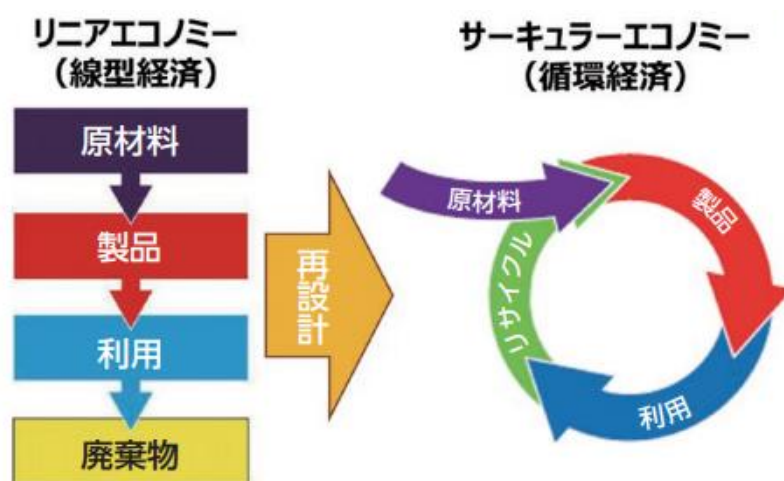 リニアエコノミー
(線型経済)
原材料
製品
利用
廃棄物
再設計
サーキュラーエコノミー
(循環経済)
原材料
製品
利用
リサイクル